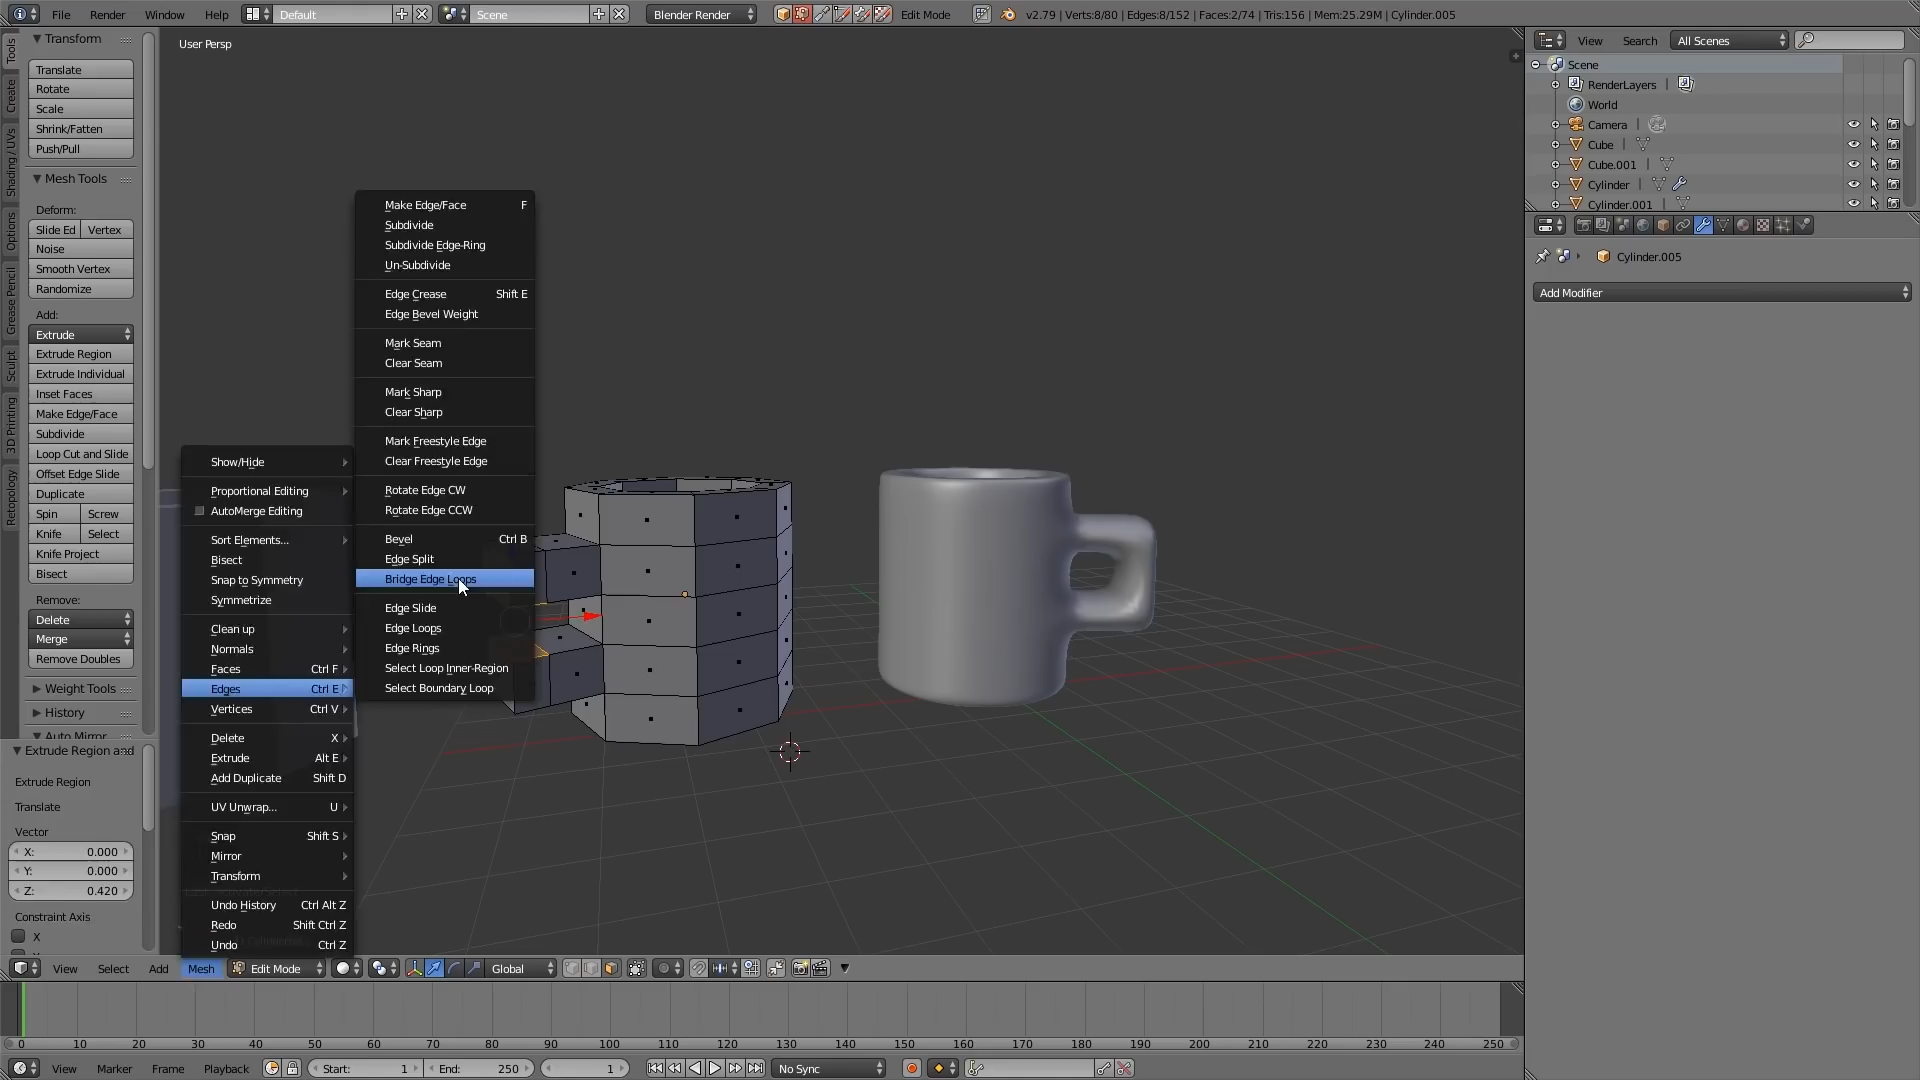 File Render Window Help Default Scene Blender Render Edit Mode v2.79 | Verts:8/80 | Edges:8/152 | Faces:2/74 | Tris:156 | Mem:25.29M | Cylinder.005
User Persp
Tools
Create
Shading / UVs
Options
Grease Pencil
Sculpt
3D Printing
Retopology
Transform
Translate
Rotate
Scale
Shrink/Fatten
Push/Pull
Mesh Tools
Deform:
Slide Ed Vertex
Noise
Smooth Vertex
Randomize
Add:
Extrude
Extrude Region
Extrude Individual
Inset Faces
Make Edge/Face
Subdivide
Loop Cut and Slide
Offset Edge Slide
Duplicate
Spin Screw
Knife Select
Knife Project
Bisect
Remove:
Delete
Merge
Remove Doubles
Weight Tools
History
Auto Mirror
Extrude Region and
Extrude Region
Translate
Vector
X: 0.000
Y: 0.000
Z: 0.420
Constraint Axis
X
Show/Hide
Proportional Editing
AutoMerge Editing
Sort Elements...
Bisect
Snap to Symmetry
Symmetrize
Clean up
Normals
Faces Ctrl F
Edges Ctrl E
Vertices Ctrl V
Delete X
Extrude Alt E
Add Duplicate Shift D
UV Unwrap... U
Snap Shift S
Mirror
Transform
Undo History Ctrl Alt Z
Redo Shift Ctrl Z
Undo Ctrl Z
Make Edge/Face F
Subdivide
Subdivide Edge-Ring
Un-Subdivide
Edge Crease Shift E
Edge Bevel Weight
Mark Seam
Clear Seam
Mark Sharp
Clear Sharp
Mark Freestyle Edge
Clear Freestyle Edge
Rotate Edge CW
Rotate Edge CCW
Bevel Ctrl B
Edge Split
Bridge Edge Loops
Edge Slide
Edge Loops
Edge Rings
Select Loop Inner-Region
Select Boundary Loop
View Search All Scenes
Scene
RenderLayers
World
Camera
Cube
Cube.001
Cylinder
Cylinder.001
Cylinder.005
Add Modifier
View Select Add Mesh Edit Mode Global
0 10 20 30 40 50 60 70 80 90 100 110 120 130 140 150 160 170 180 190 200 210 220 230 240 250
View Marker Frame Playback Start: 1 End: 250 1 No Sync